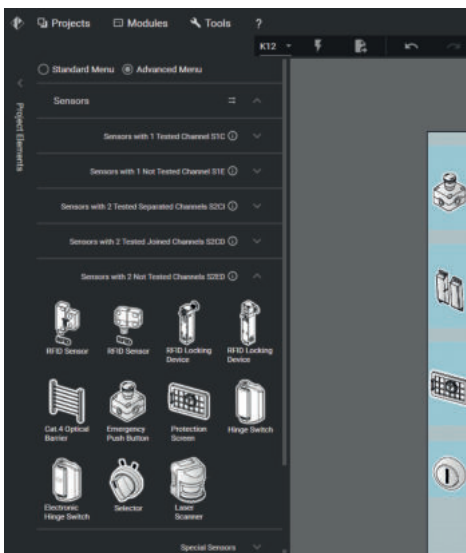 Projects Modules Tools ?
K12
Standard Menu Advanced Menu
Project Elements
Sensors
Sensors with 1 Tested Channel S1C
Sensors with 1 Not Tested Channel S1E
Sensors with 2 Tested Separated Channels S2CI
Sensors with 2 Tested Joined Channels S2CD
Sensors with 2 Not Tested Channels S2ED
RFID Sensor
RFID Sensor
RFID Locking
Device
RFID Locking
Device
Cat.4 Optical
Barrier
Emergency
Push Button
Protection
Screen
Hinge Switch
Electronic
Hinge Switch
Selector
Laser
Scanner
Special Sensors